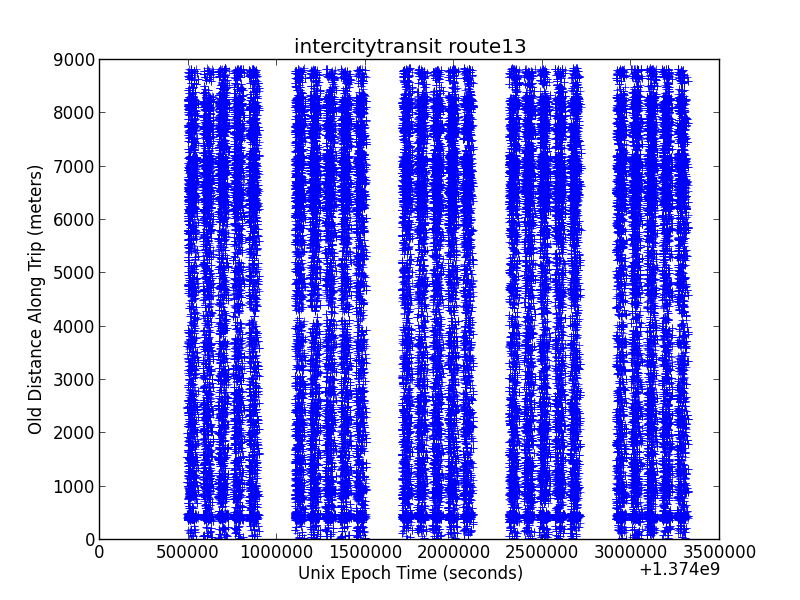 intercitytransit route13
9000
8000
7000
6000
5000
4000
3000
2000
1000
0
Old Distance Along Trip (meters)
0 500000 1000000 1500000 2000000 2500000 3000000 3500000
+1.374e9
Unix Epoch Time (seconds)